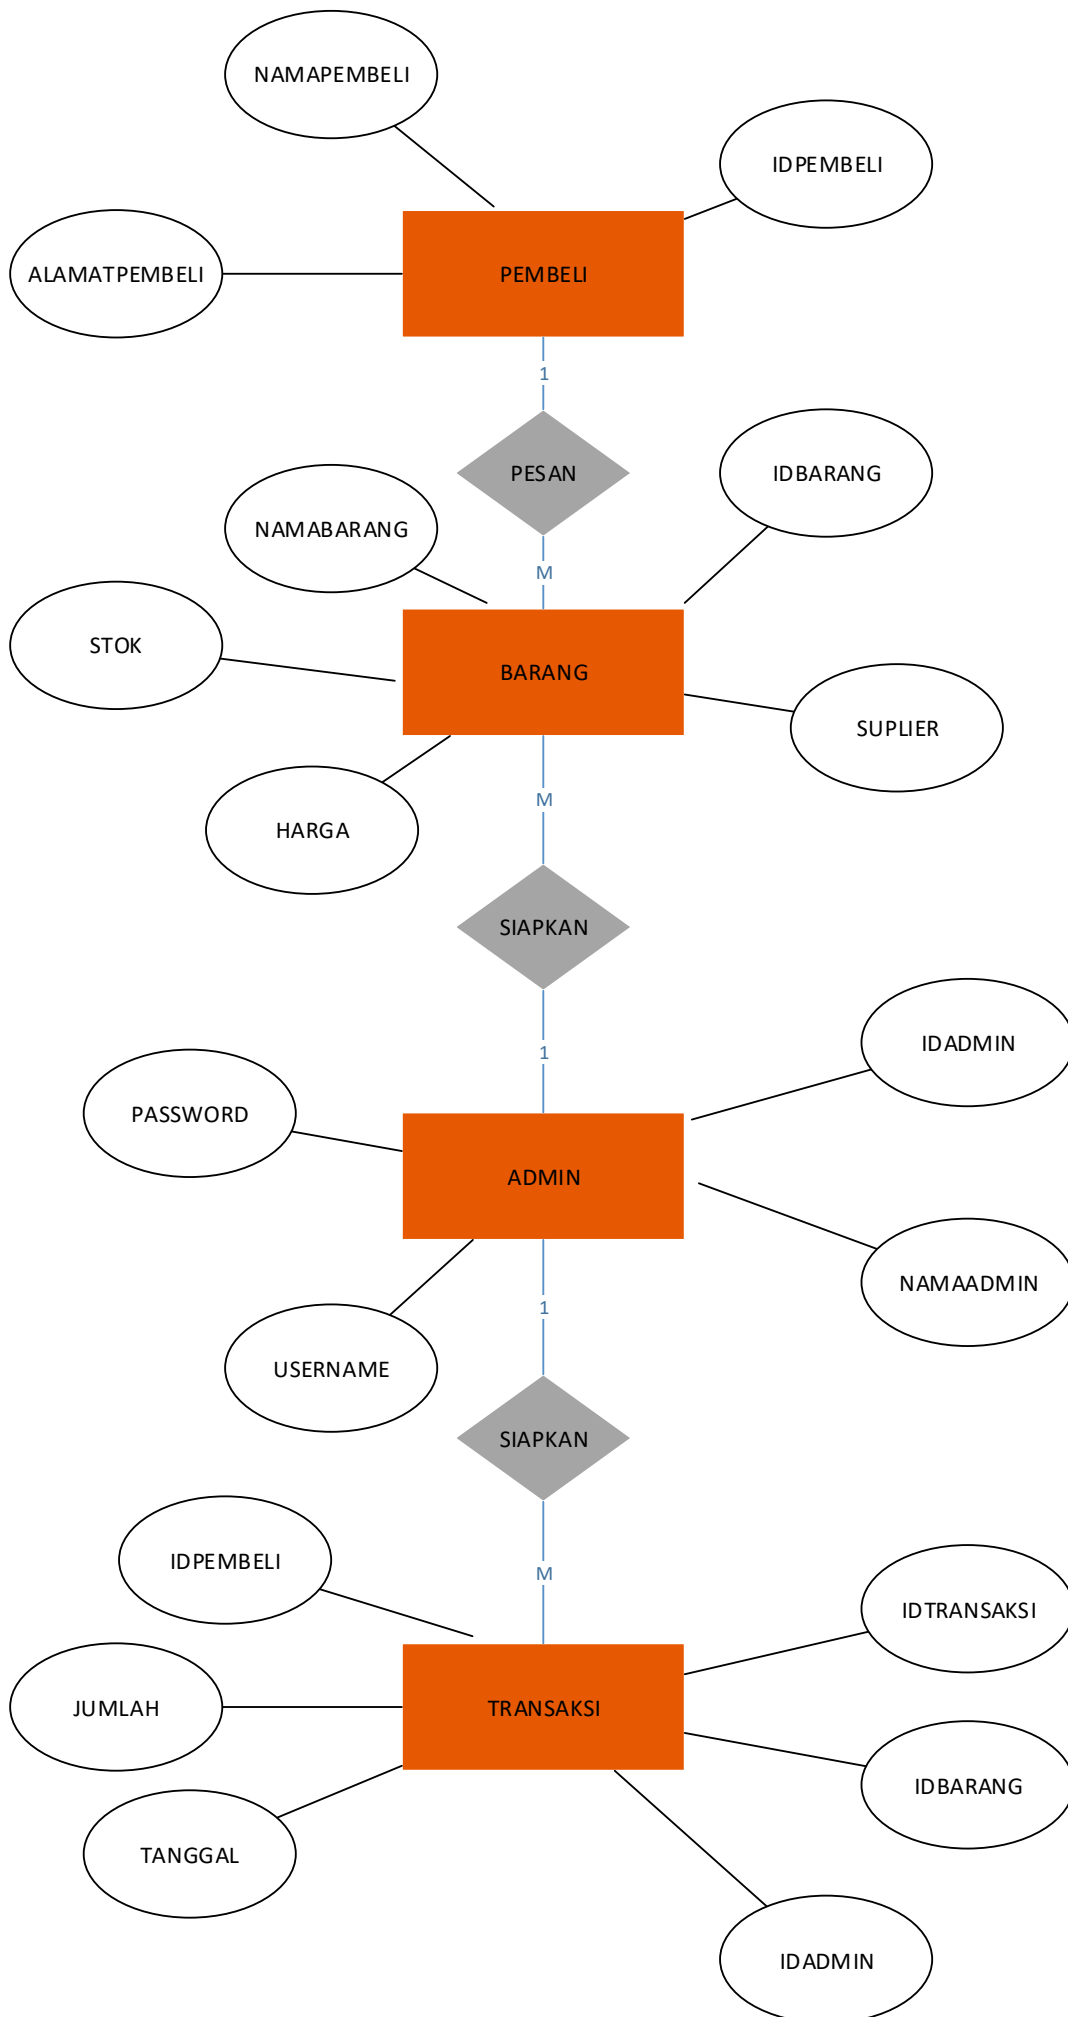 NAMAPEMBELI
IDPEMBELI
ALAMATPEMBELI
PEMBELI
1
PESAN
IDBARANG
NAMABARANG
M
STOK
BARANG
SUPLIER
M
HARGA
SIAPKAN
IDADMIN
1
PASSWORD
ADMIN
NAMAADMIN
1
USERNAME
SIAPKAN
IDPEMBELI
M
IDTRANSAKSI
JUMLAH
TRANSAKSI
IDBARANG
TANGGAL
IDADMIN